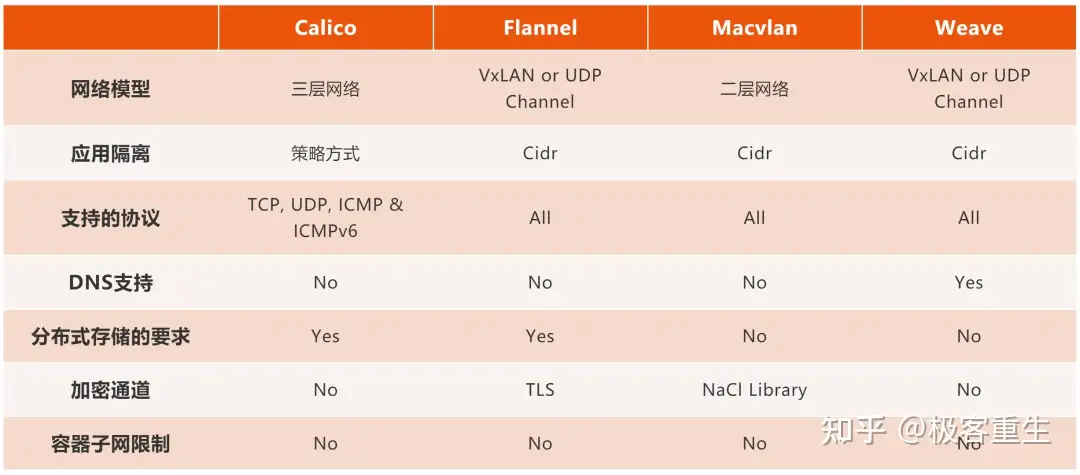 Calico Flannel Macvlan Weave
网络模型 三层网络 VxLAN or UDP Channel 二层网络 VxLAN or UDP Channel
应用隔离 策略方式 Cidr Cidr Cidr
支持的协议 TCP, UDP, ICMP & ICMPv6 All All All
DNS支持 No No No Yes
分布式存储的要求 Yes Yes No No
加密通道 No TLS NaCl Library No
容器子网限制 No No No No
知乎 @极客重生